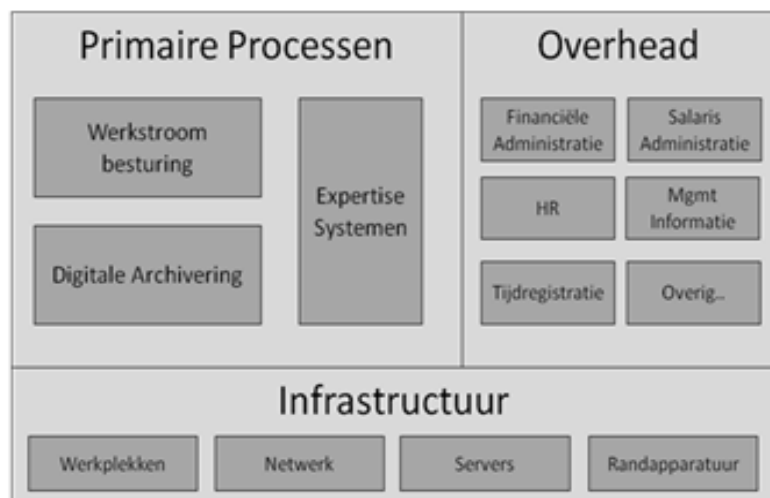 Primaire Processen
Werkstroom
besturing
Digitale Archivering
Expertise
Systemen
Overhead
Financiële
Administratie
Salaris
Administratie
HR
Mgmt
Informatie
Tijdregistratie
Overig...
Infrastructuur
Werkplekken
Netwerk
Servers
Randapparatuur